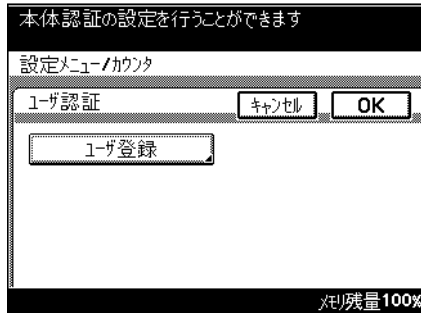 本体認証の設定を行うことができます
設定ﾒﾆｭｰ/ｶｳﾝﾀ
ﾕｰｻﾞ認証
ｷｬﾝｾﾙ
OK
ﾕｰｻﾞ登録
ﾒﾓﾘ残量100%